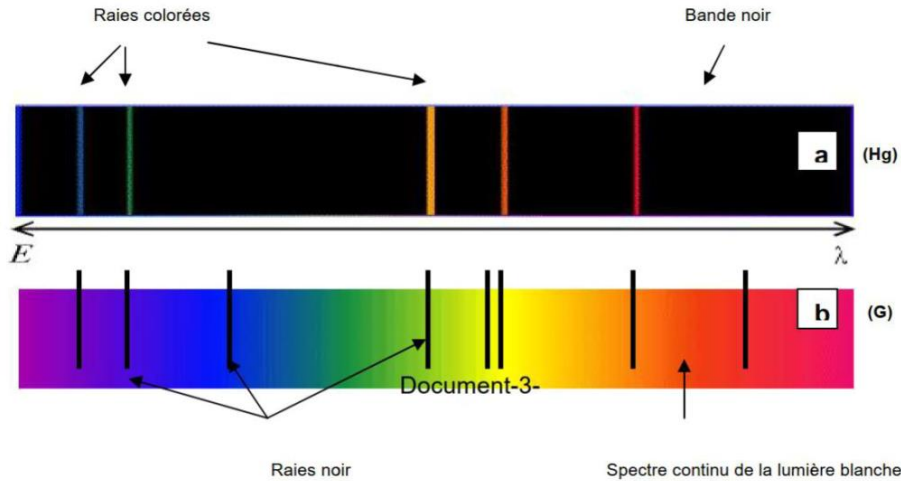 Raies colorées
Bande noir
a
(Hg)
E
λ
b
(G)
Document-3-
Raies noir
Spectre continu de la lumière blanche